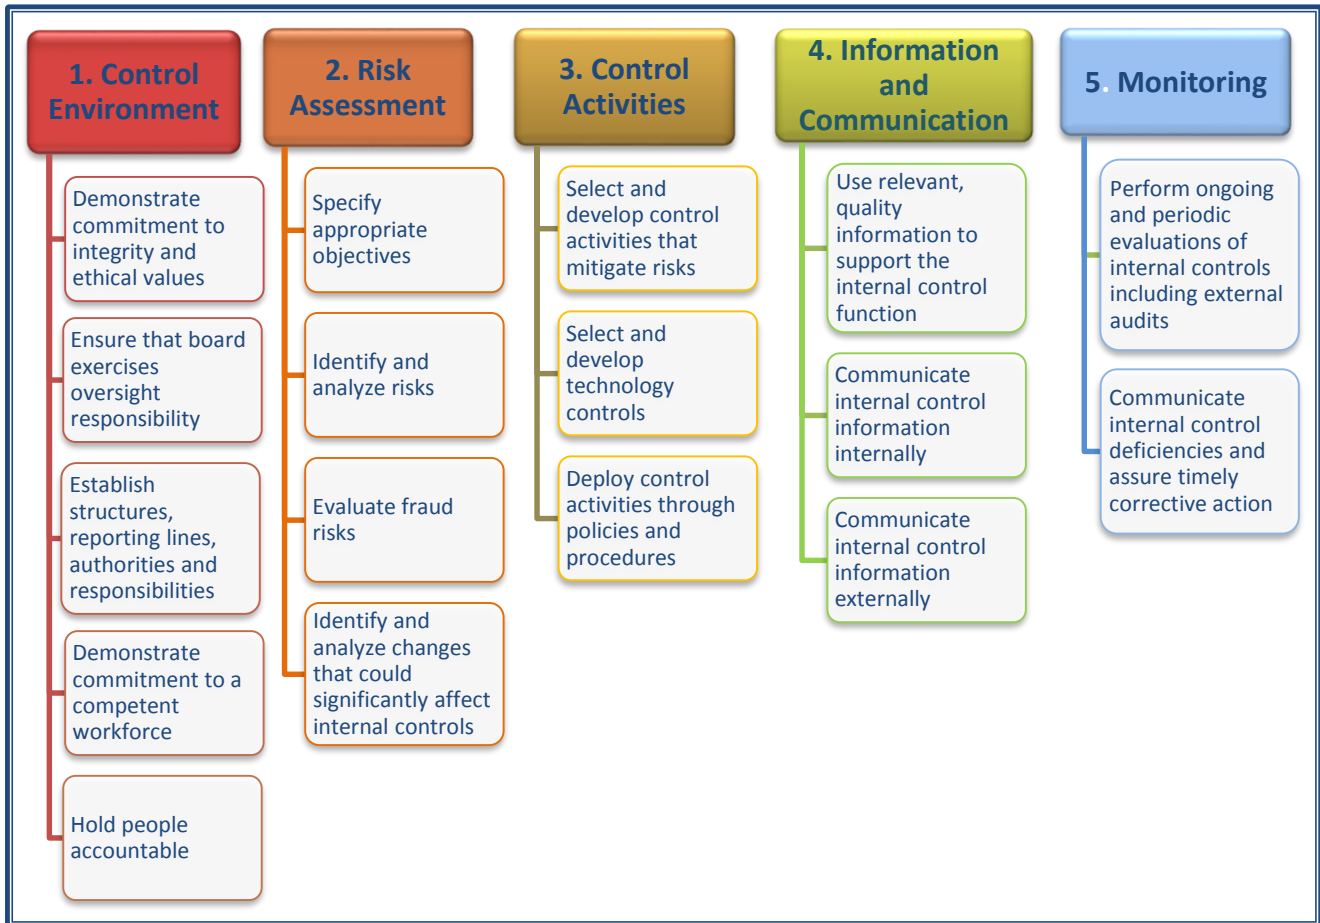 1. Control
Environment
Demonstrate
commitment to
integrity and
ethical values
Ensure that board
exercises
oversight
responsibility
Establish
structures,
reporting lines,
authorities and
responsibilities
Demonstrate
commitment to a
competent
workforce
Hold people
accountable
2. Risk
Assessment
Specify
appropriate
objectives
Identify and
analyze risks
Evaluate fraud
risks
Identify and
analyze changes
that could
significantly affect
internal controls
3. Control
Activities
Select and
develop control
activities that
mitigate risks
Select and
develop
technology
controls
Deploy control
activities through
policies and
procedures
4. Information
and
Communication
Use relevant,
quality
information to
support the
internal control
function
Communicate
internal control
information
internally
Communicate
internal control
information
externally
5. Monitoring
Perform ongoing
and periodic
evaluations of
internal controls
including external
audits
Communicate
internal control
deficiencies and
assure timely
corrective action